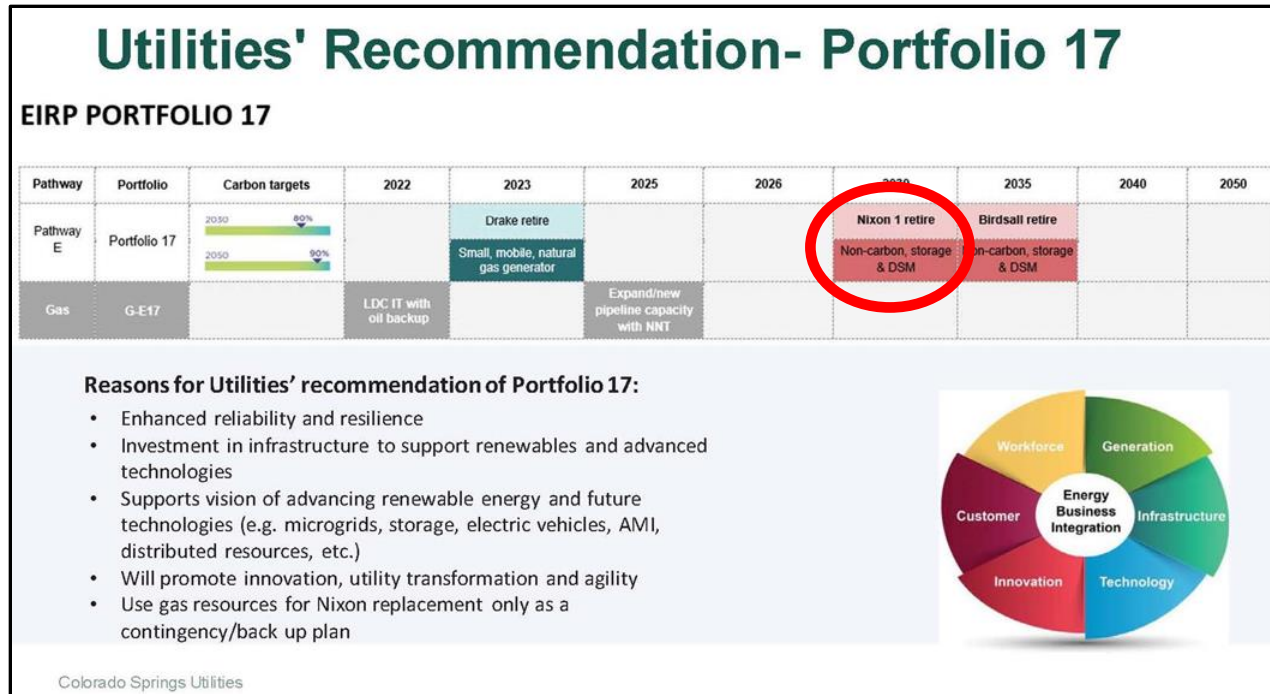 Utilities' Recommendation- Portfolio 17
EIRP PORTFOLIO 17
Pathway Portfolio Carbon targets 2022 2023 2025 2026 2035 2040 2050
Pathway E
Portfolio 17
2030 80%
2050 90%
Drake retire
Small, mobile, natural
gas generator
Nixon 1 retire
Non-carbon, storage
& DSM
Birdsall retire
Non-carbon, storage
& DSM
Gas
G-E17
LDC IT with
oil backup
Expand/new
pipeline capacity
with NNT
Reasons for Utilities' recommendation of Portfolio 17:
• Enhanced reliability and resilience
• Investment in infrastructure to support renewables and advanced
technologies
• Supports vision of advancing renewable energy and future
technologies (e.g. microgrids, storage, electric vehicles, AMI,
distributed resources, etc.)
• Will promote innovation, utility transformation and agility
• Use gas resources for Nixon replacement only as a
contingency/back up plan
Workforce
Generation
Customer
Energy
Business
Integration
Infrastructure
Innovation
Technology
Colorado Springs Utilities